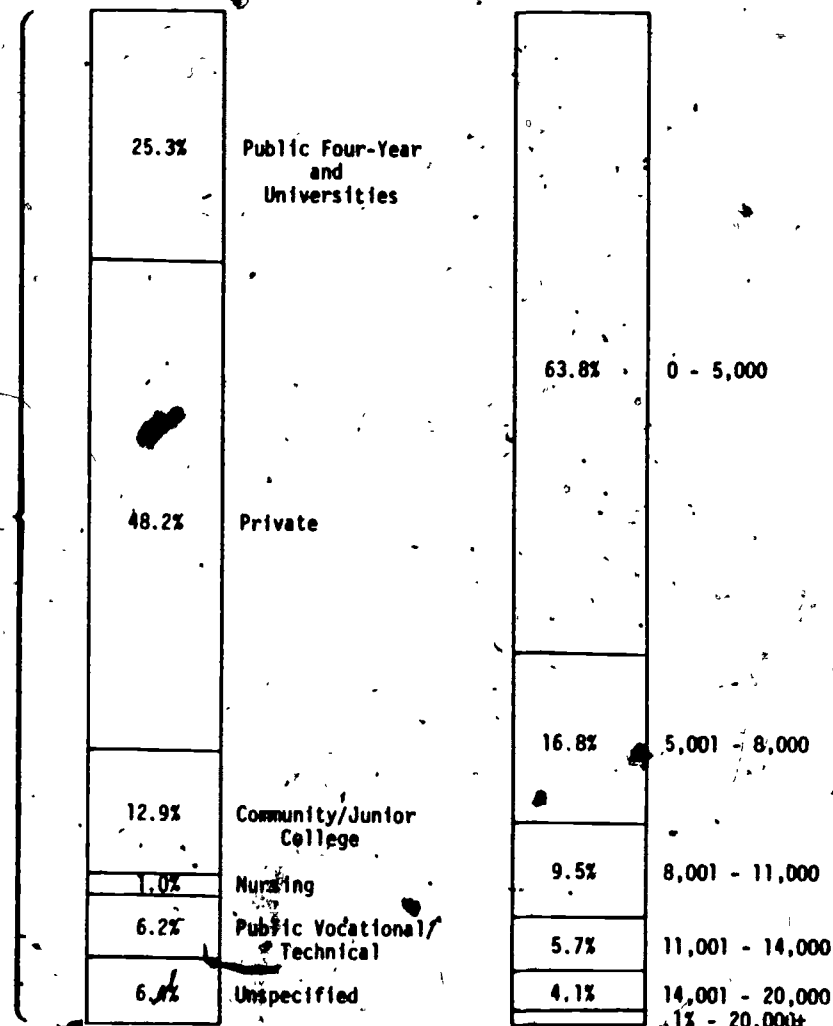 25.3%
Public Four-Year
and
Universities
48.2%
Private
12.9%
Community/Junior
College
1.0%
Nursing
6.2%
Public Vocational/
Technical
Unspecified
63.8%
0 - 5,000
16.8%
5,001 - 8,000
9.5%
8,001 - 11,000
5.7%
11,001 - 14,000
4.1%
14,001 - 20,000
.1% - 20,000+